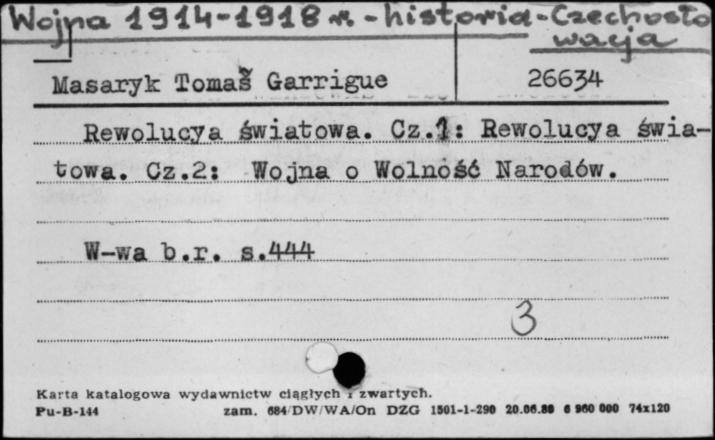 Wojna 1914-1918 r. - historia - Czechosło
wacja
Masaryk Tomaš Garrigue 26634
Rewolucya światowa. Cz.1: Rewolucya świa-
towa. Cz.2: Wojna o Wolność Narodów.
W-wa b.r. s.444
3
Karta katalogowa wydawnictw ciągłych i zwartych.
Pu-B-144 zam. 684/DW/WA/On DZG 1501-1-290 20.06.80 6 960 000 74x120